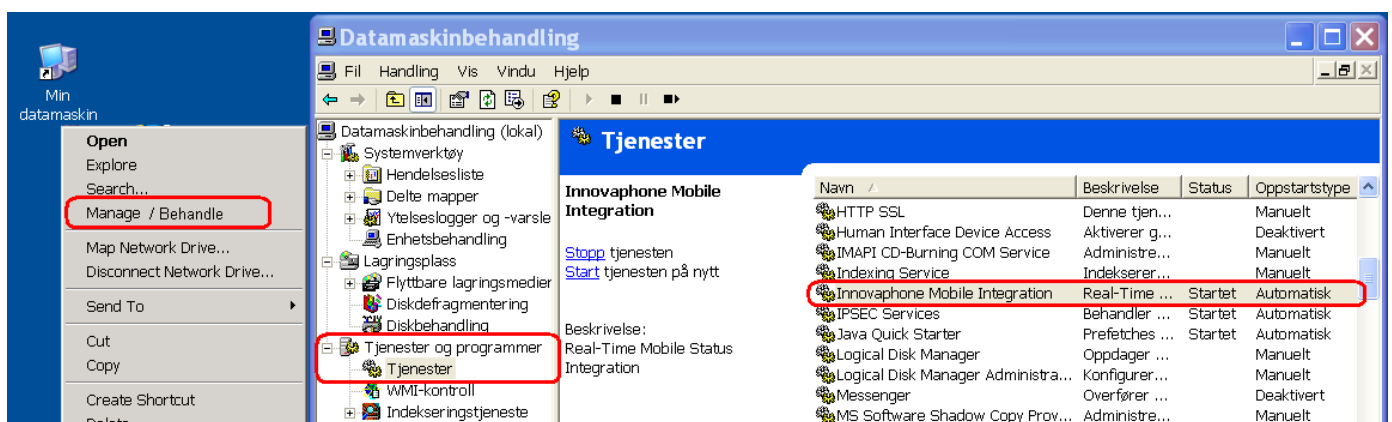 Min
datamaskin
Open
Explore
Search...
Manage / Behandle
Map Network Drive...
Disconnect Network Drive...
Send To
Cut
Copy
Create Shortcut
Datamaskinbehandling
Fil Handling Vis Vindu Hjelp
Datamaskinbehandling (lokal)
Systemverktøy
Hendelsesliste
Delte mapper
Ytelseslogger og -varsle
Enhetsbehandling
Lagringsplass
Flyttbare lagringsmedier
Diskdefragmentering
Diskbehandling
Tjenester og programmer
Tjenester
WMI-kontroll
Indekseringstjeneste
Tjenester
Innovaphone Mobile
Integration
Stopp tjenesten
Start tjenesten på nytt
Beskrivelse:
Real-Time Mobile Status
Integration
Navn Beskrivelse Status Oppstartstype
HTTP SSL Denne tjen... Manuelt
Human Interface Device Access Aktiverer g... Deaktivert
IMAPI CD-Burning COM Service Administre... Manuelt
Indexing Service Indekserer... Manuelt
Innovaphone Mobile Integration Real-Time ... Startet Automatisk
IPSEC Services Behandler ... Startet Automatisk
Java Quick Starter Prefetches ... Startet Automatisk
Logical Disk Manager Oppdager ... Manuelt
Logical Disk Manager Administra... Konfigurer... Manuelt
Messenger Overfører ... Deaktivert
MS Software Shadow Copy Prov... Administre... Manuelt